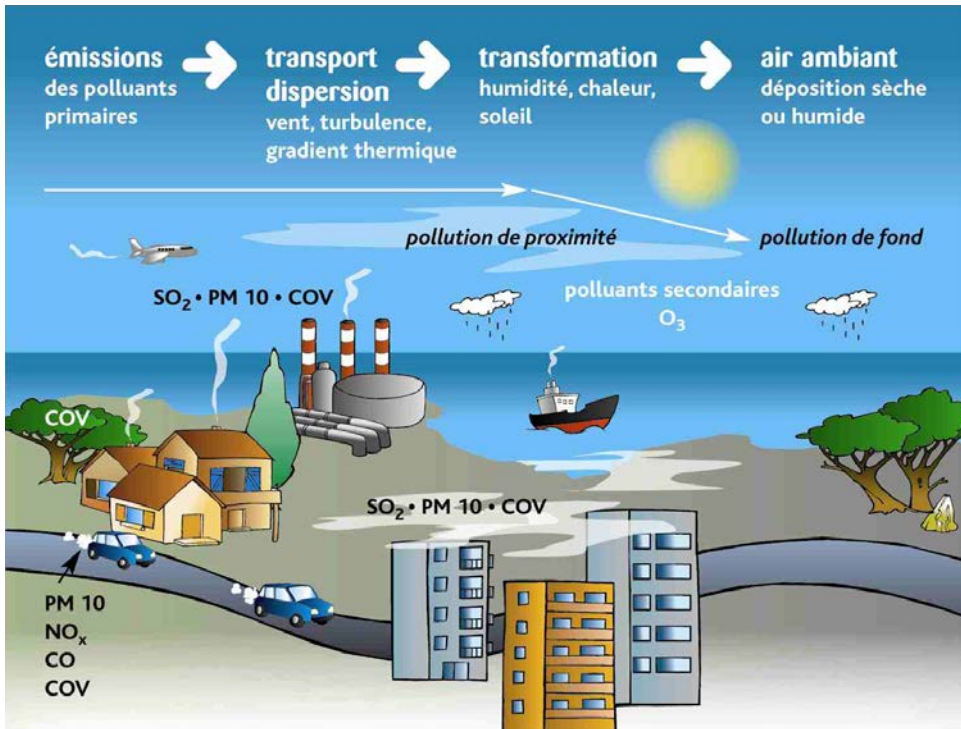 émissions
des polluants
primaires
transport
dispersion
vent, turbulence,
gradient thermique
transformation
humidité, chaleur,
soleil
air ambiant
déposition sèche
ou humide
pollution de proximité
pollution de fond
SO₂ • PM 10 • COV
polluants secondaires
O₃
COV
SO₂ • PM 10 • COV
PM 10
NOₓ
CO
COV